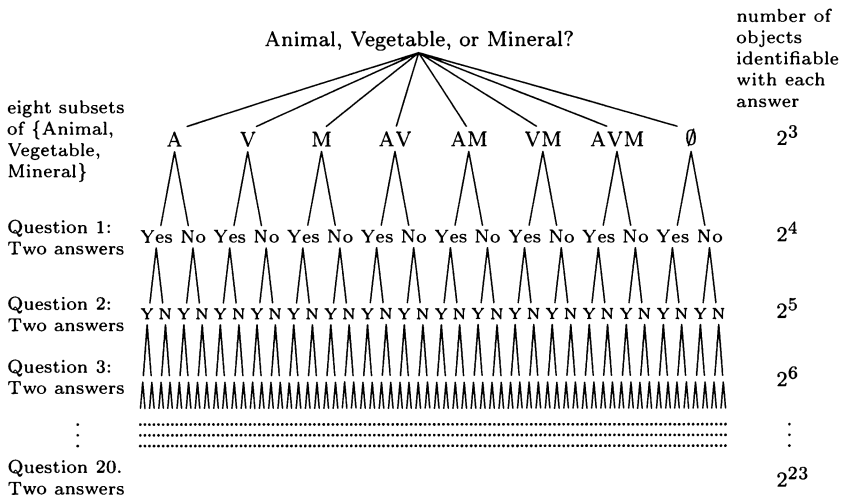 Animal, Vegetable, or Mineral?
number of
objects
identifiable
with each
answer
eight subsets
of {Animal,
Vegetable,
Mineral}
A V M AV AM VM AVM ∅ 2³
Question 1:
Two answers
Yes No Yes No Yes No Yes No Yes No Yes No Yes No Yes No 2⁴
Question 2:
Two answers
Y N Y N Y N Y N Y N Y N Y N Y N Y N Y N Y N Y N Y N Y N Y N Y N 2⁵
Question 3:
Two answers
2⁶
Question 20.
Two answers
2²³